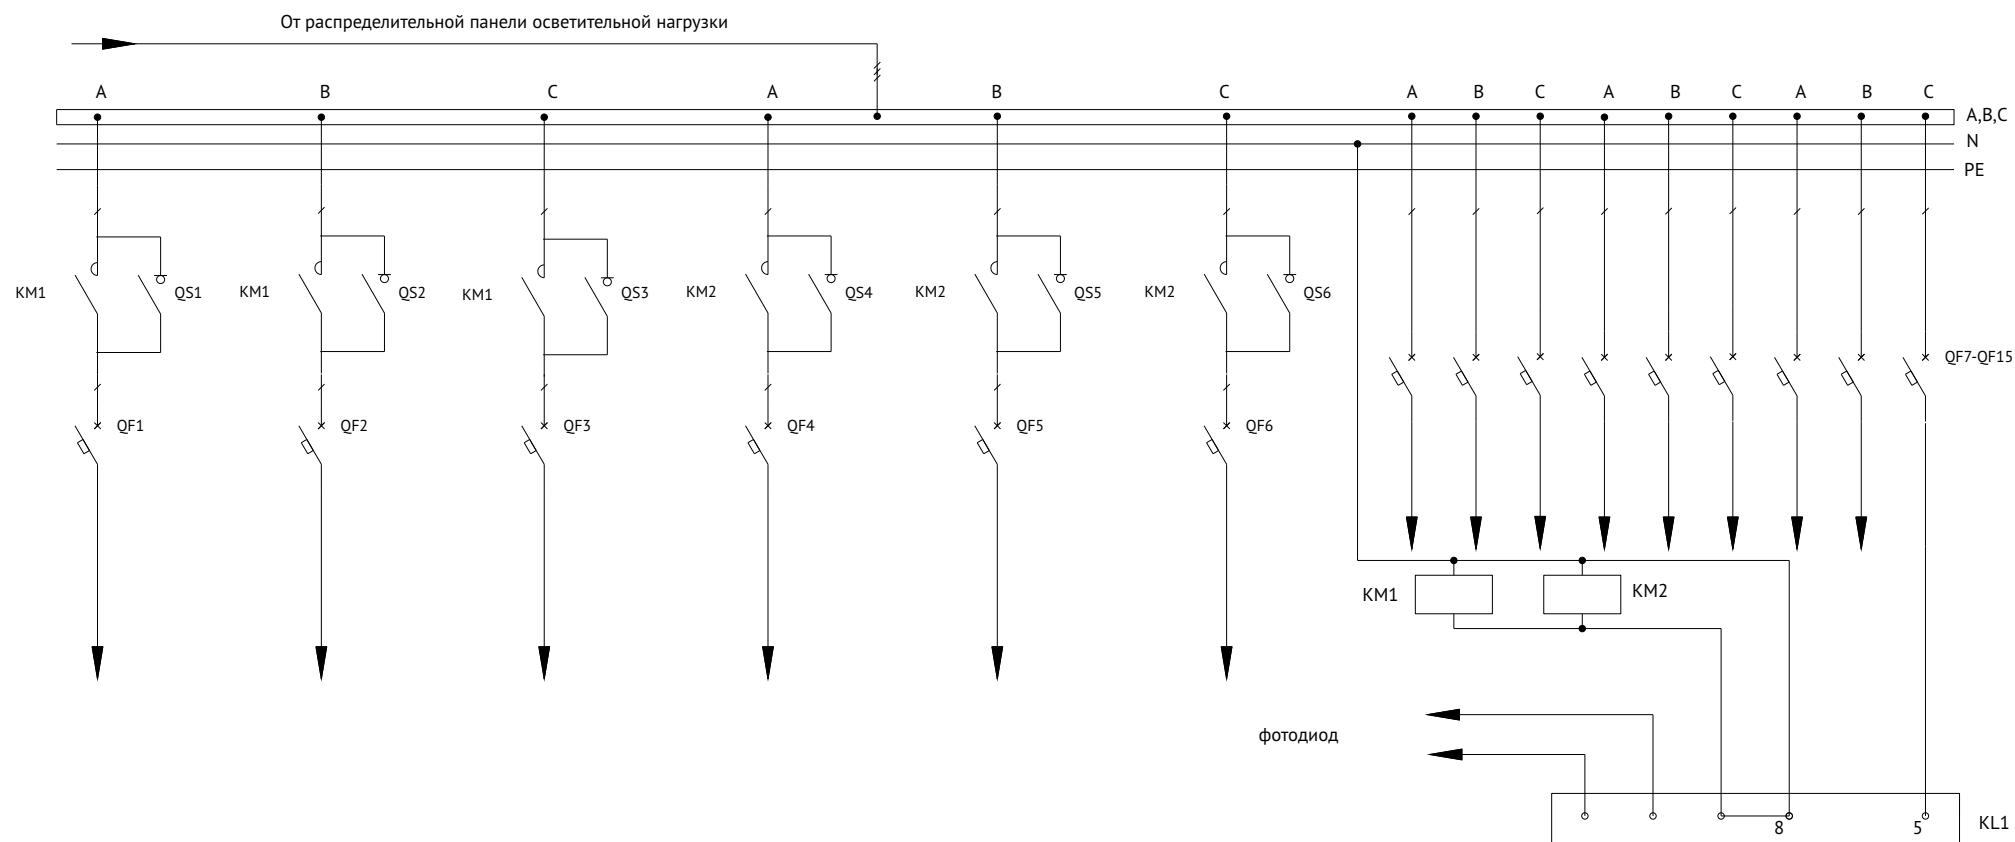 От распределительной панели осветительной нагрузки
A B C A B C A B C A B C A B C
A,B,C
N
PE
KM1 QS1 KM1 QS2 KM1 QS3 KM2 QS4 KM2 QS5 KM2 QS6
QF7-QF15
QF1 QF2 QF3 QF4 QF5 QF6
KM1 KM2
фотодиод
8 5 KL1